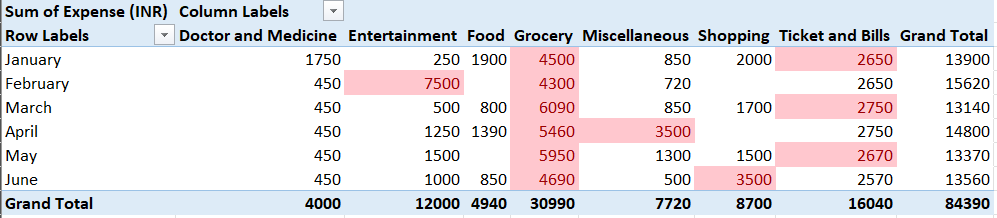 Sum of Expense (INR) Column Labels
Row Labels Doctor and Medicine Entertainment Food Grocery Miscellaneous Shopping Ticket and Bills Grand Total
January 1750 250 1900 4500 850 2000 2650 13900
February 450 7500 4300 720 2650 15620
March 450 500 800 6090 850 1700 2750 13140
April 450 1250 1390 5460 3500 2750 14800
May 450 1500 5950 1300 1500 2670 13370
June 450 1000 850 4690 500 3500 2570 13560
Grand Total 4000 12000 4940 30990 7720 8700 16040 84390